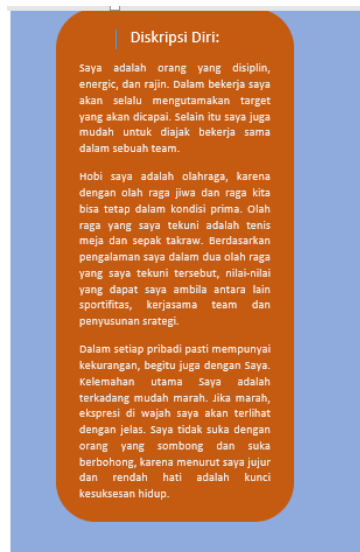 Diskripsi Diri:
Saya adalah orang yang disiplin,
energic, dan rajin. Dalam bekerja saya
akan selalu mengutamakan target
yang akan dicapai. Selain itu saya juga
mudah untuk diajak bekerja sama
dalam sebuah team.
Hobi saya adalah olahraga, karena
dengan olah raga jiwa dan raga kita
bisa tetap dalam kondisi prima. Olah
raga yang saya tekuni adalah tenis
meja dan sepak takraw. Berdasarkan
pengalaman saya dalam dua olah raga
yang saya tekuni tersebut, nilai-nilai
yang dapat saya ambila antara lain
sportifitas, kerjasama team dan
penyusunan srategi.
Dalam setiap pribadi pasti mempunyai
kekurangan, begitu juga dengan Saya.
Kelemahan utama Saya adalah
terkadang mudah marah. Jika marah,
ekspresi di wajah saya akan terlihat
dengan jelas. Saya tidak suka dengan
orang yang sombong dan suka
berbohong, karena menurut saya jujur
dan rendah hati adalah kunci
kesuksesan hidup.